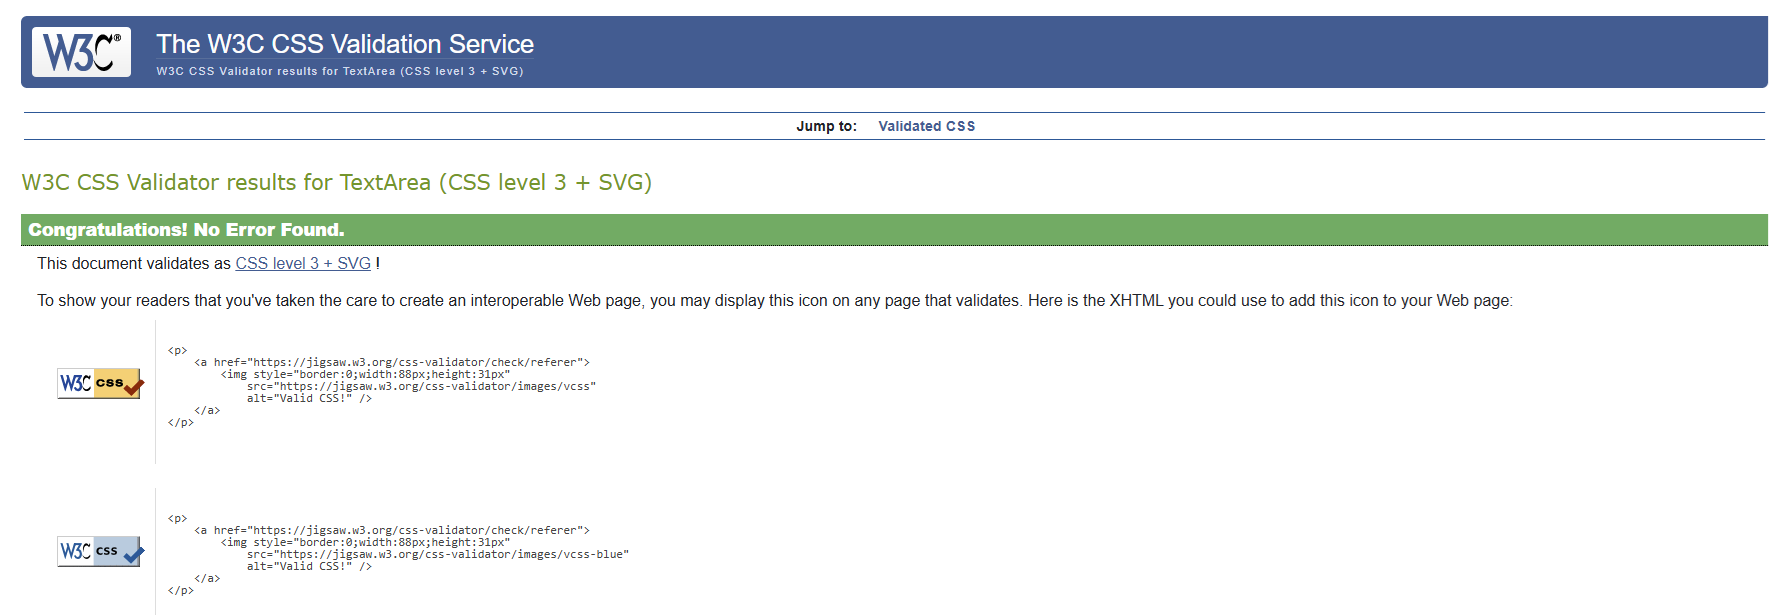 W3C®
The W3C CSS Validation Service
W3C CSS Validator results for TextArea (CSS level 3 + SVG)
Jump to: Validated CSS
W3C CSS Validator results for TextArea (CSS level 3 + SVG)
Congratulations! No Error Found.
This document validates as CSS level 3 + SVG !
To show your readers that you've taken the care to create an interoperable Web page, you may display this icon on any page that validates. Here is the XHTML you could use to add this icon to your Web page:
W3C css
<p>
    <a href="https://jigsaw.w3.org/css-validator/check/referer">
        <img style="border:0;width:88px;height:31px"
            src="https://jigsaw.w3.org/css-validator/images/vcss"
            alt="Valid CSS!" />
    </a>
</p>
W3C css
<p>
    <a href="https://jigsaw.w3.org/css-validator/check/referer">
        <img style="border:0;width:88px;height:31px"
            src="https://jigsaw.w3.org/css-validator/images/vcss-blue"
            alt="Valid CSS!" />
    </a>
</p>